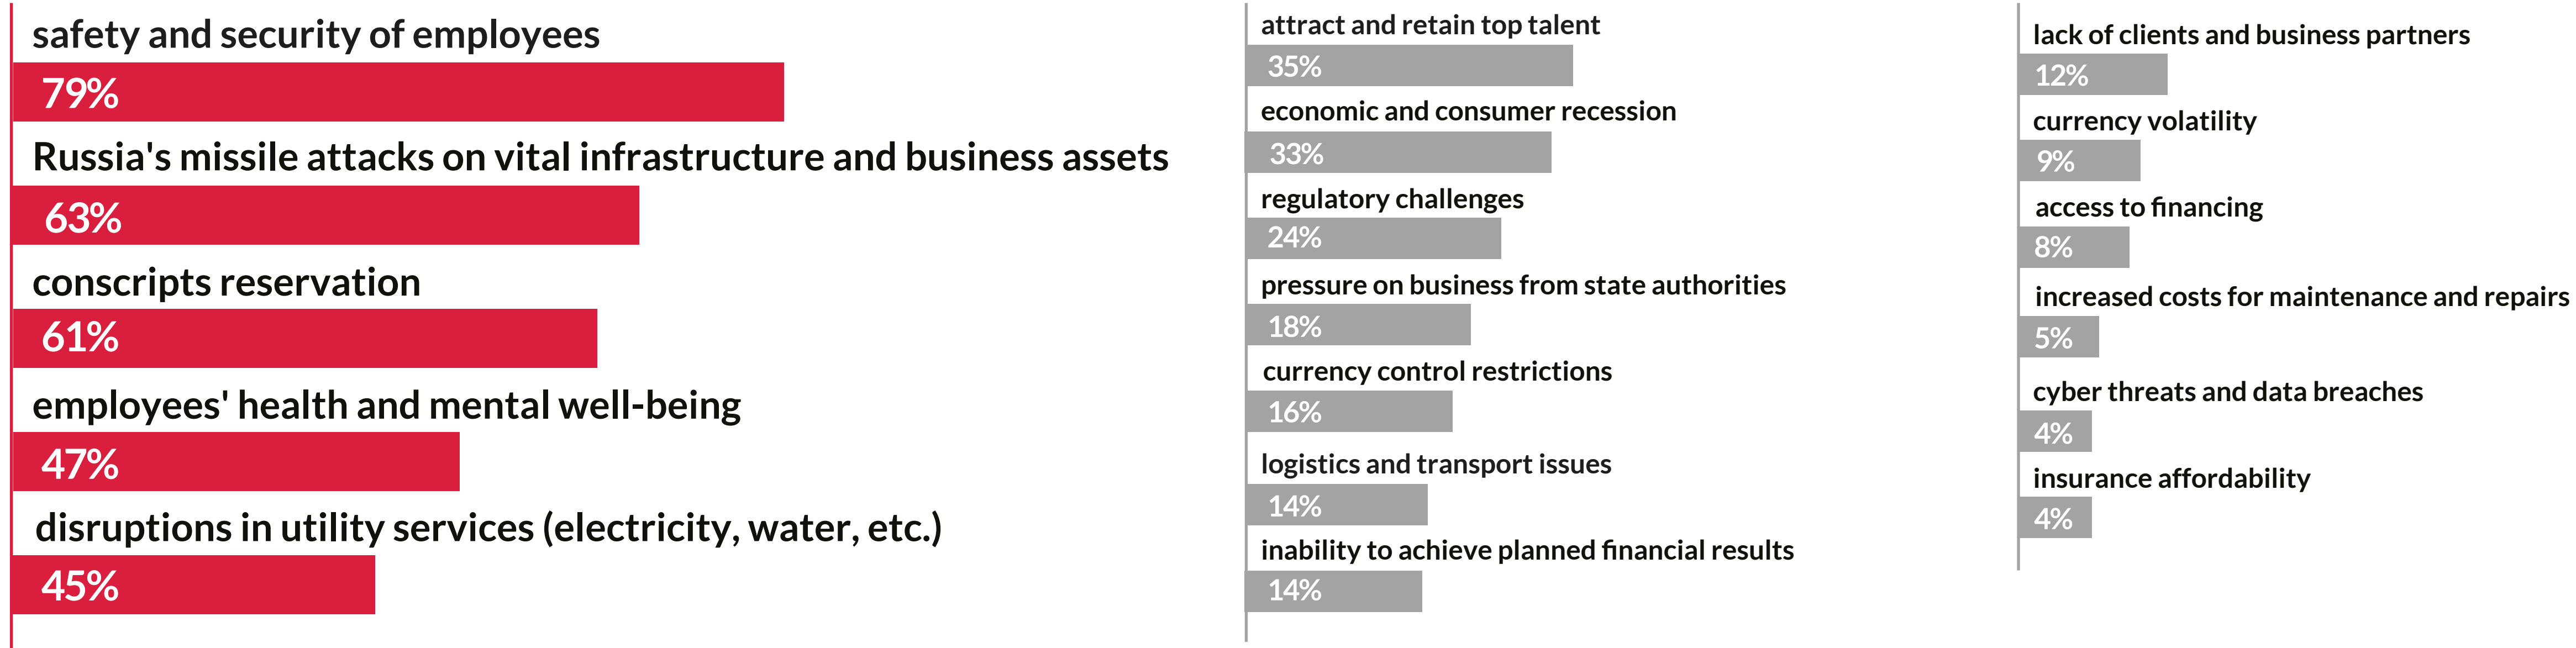 safety and security of employees
79%
Russia's missile attacks on vital infrastructure and business assets
63%
conscripts reservation
61%
employees' health and mental well-being
47%
disruptions in utility services (electricity, water, etc.)
45%
attract and retain top talent
35%
economic and consumer recession
33%
regulatory challenges
24%
pressure on business from state authorities
18%
currency control restrictions
16%
logistics and transport issues
14%
inability to achieve planned financial results
14%
lack of clients and business partners
12%
currency volatility
9%
access to financing
8%
increased costs for maintenance and repairs
5%
cyber threats and data breaches
4%
insurance affordability
4%